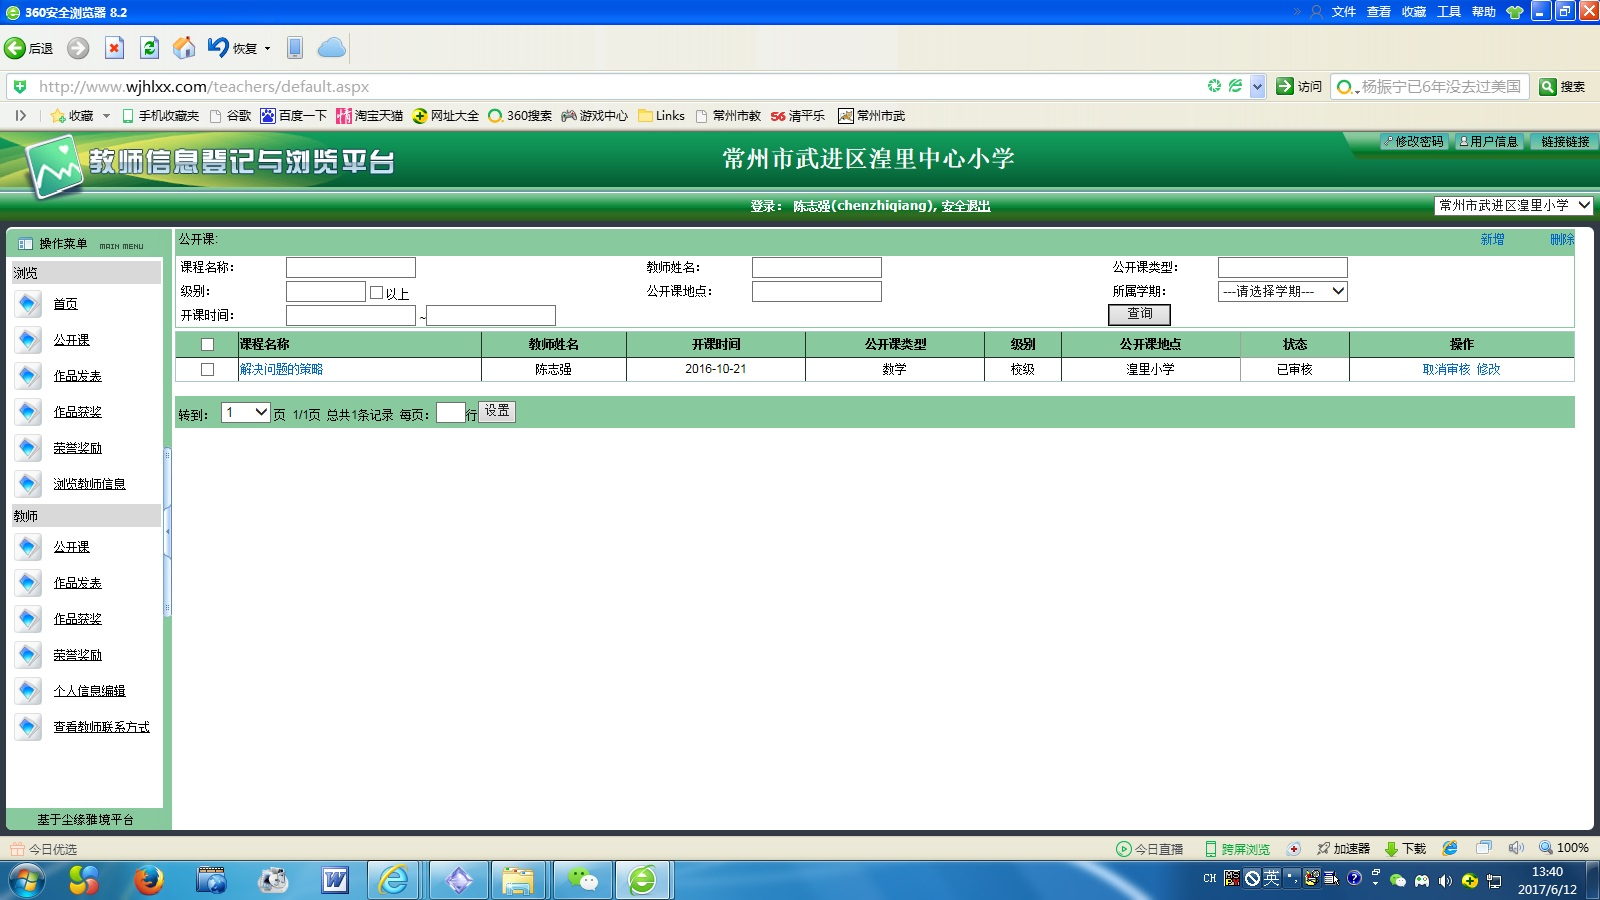 360安全浏览器 8.2
文件 查看 收藏 工具 帮助
后退 恢复
http://www.wjhlxx.com/teachers/default.aspx
访问 杨振宁已6年没去过美国 搜索
收藏 手机收藏夹 谷歌 百度一下 淘宝天猫 网址大全 360搜索 游戏中心 Links 常州市教 56 清平乐 常州市武
教师信息登记与浏览平台
常州市武进区湟里中心小学
修改密码 用户信息 链接链接
登录： 陈志强(chenzhiqiang), 安全退出
常州市武进区湟里小学
操作菜单 MAIN MENU
浏览
首页
公开课
作品发表
作品获奖
荣誉奖励
浏览教师信息
教师
公开课
作品发表
作品获奖
荣誉奖励
个人信息编辑
查看教师联系方式
基于尘缘雅境平台
公开课: 新增 删除
课程名称： 教师姓名： 公开课类型：
级别： 以上 公开课地点： 所属学期： ---请选择学期---
开课时间： ~ 查询
课程名称 教师姓名 开课时间 公开课类型 级别 公开课地点 状态 操作
解决问题的策略 陈志强 2016-10-21 数学 校级 湟里小学 已审核 取消审核 修改
转到： 1 页 1/1页 总共1条记录 每页： 行 设置
今日优选
今日直播 跨屏浏览 加速器 下载 100%
CH 英
13:40
2017/6/12